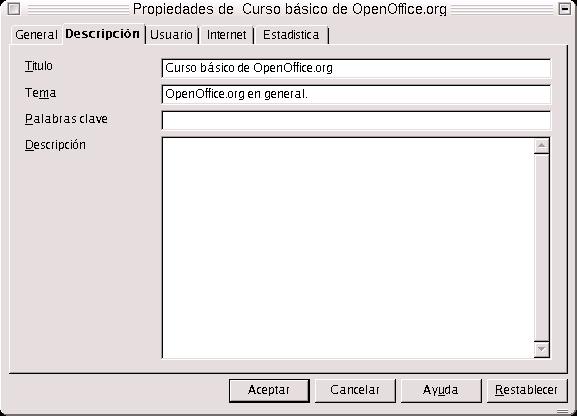 Propiedades de Curso básico de OpenOffice.org
General Descripción Usuario Internet Estadística
Título Curso básico de OpenOffice.org
Tema OpenOffice.org en general.
Palabras clave
Descripción
Aceptar Cancelar Ayuda Restablecer